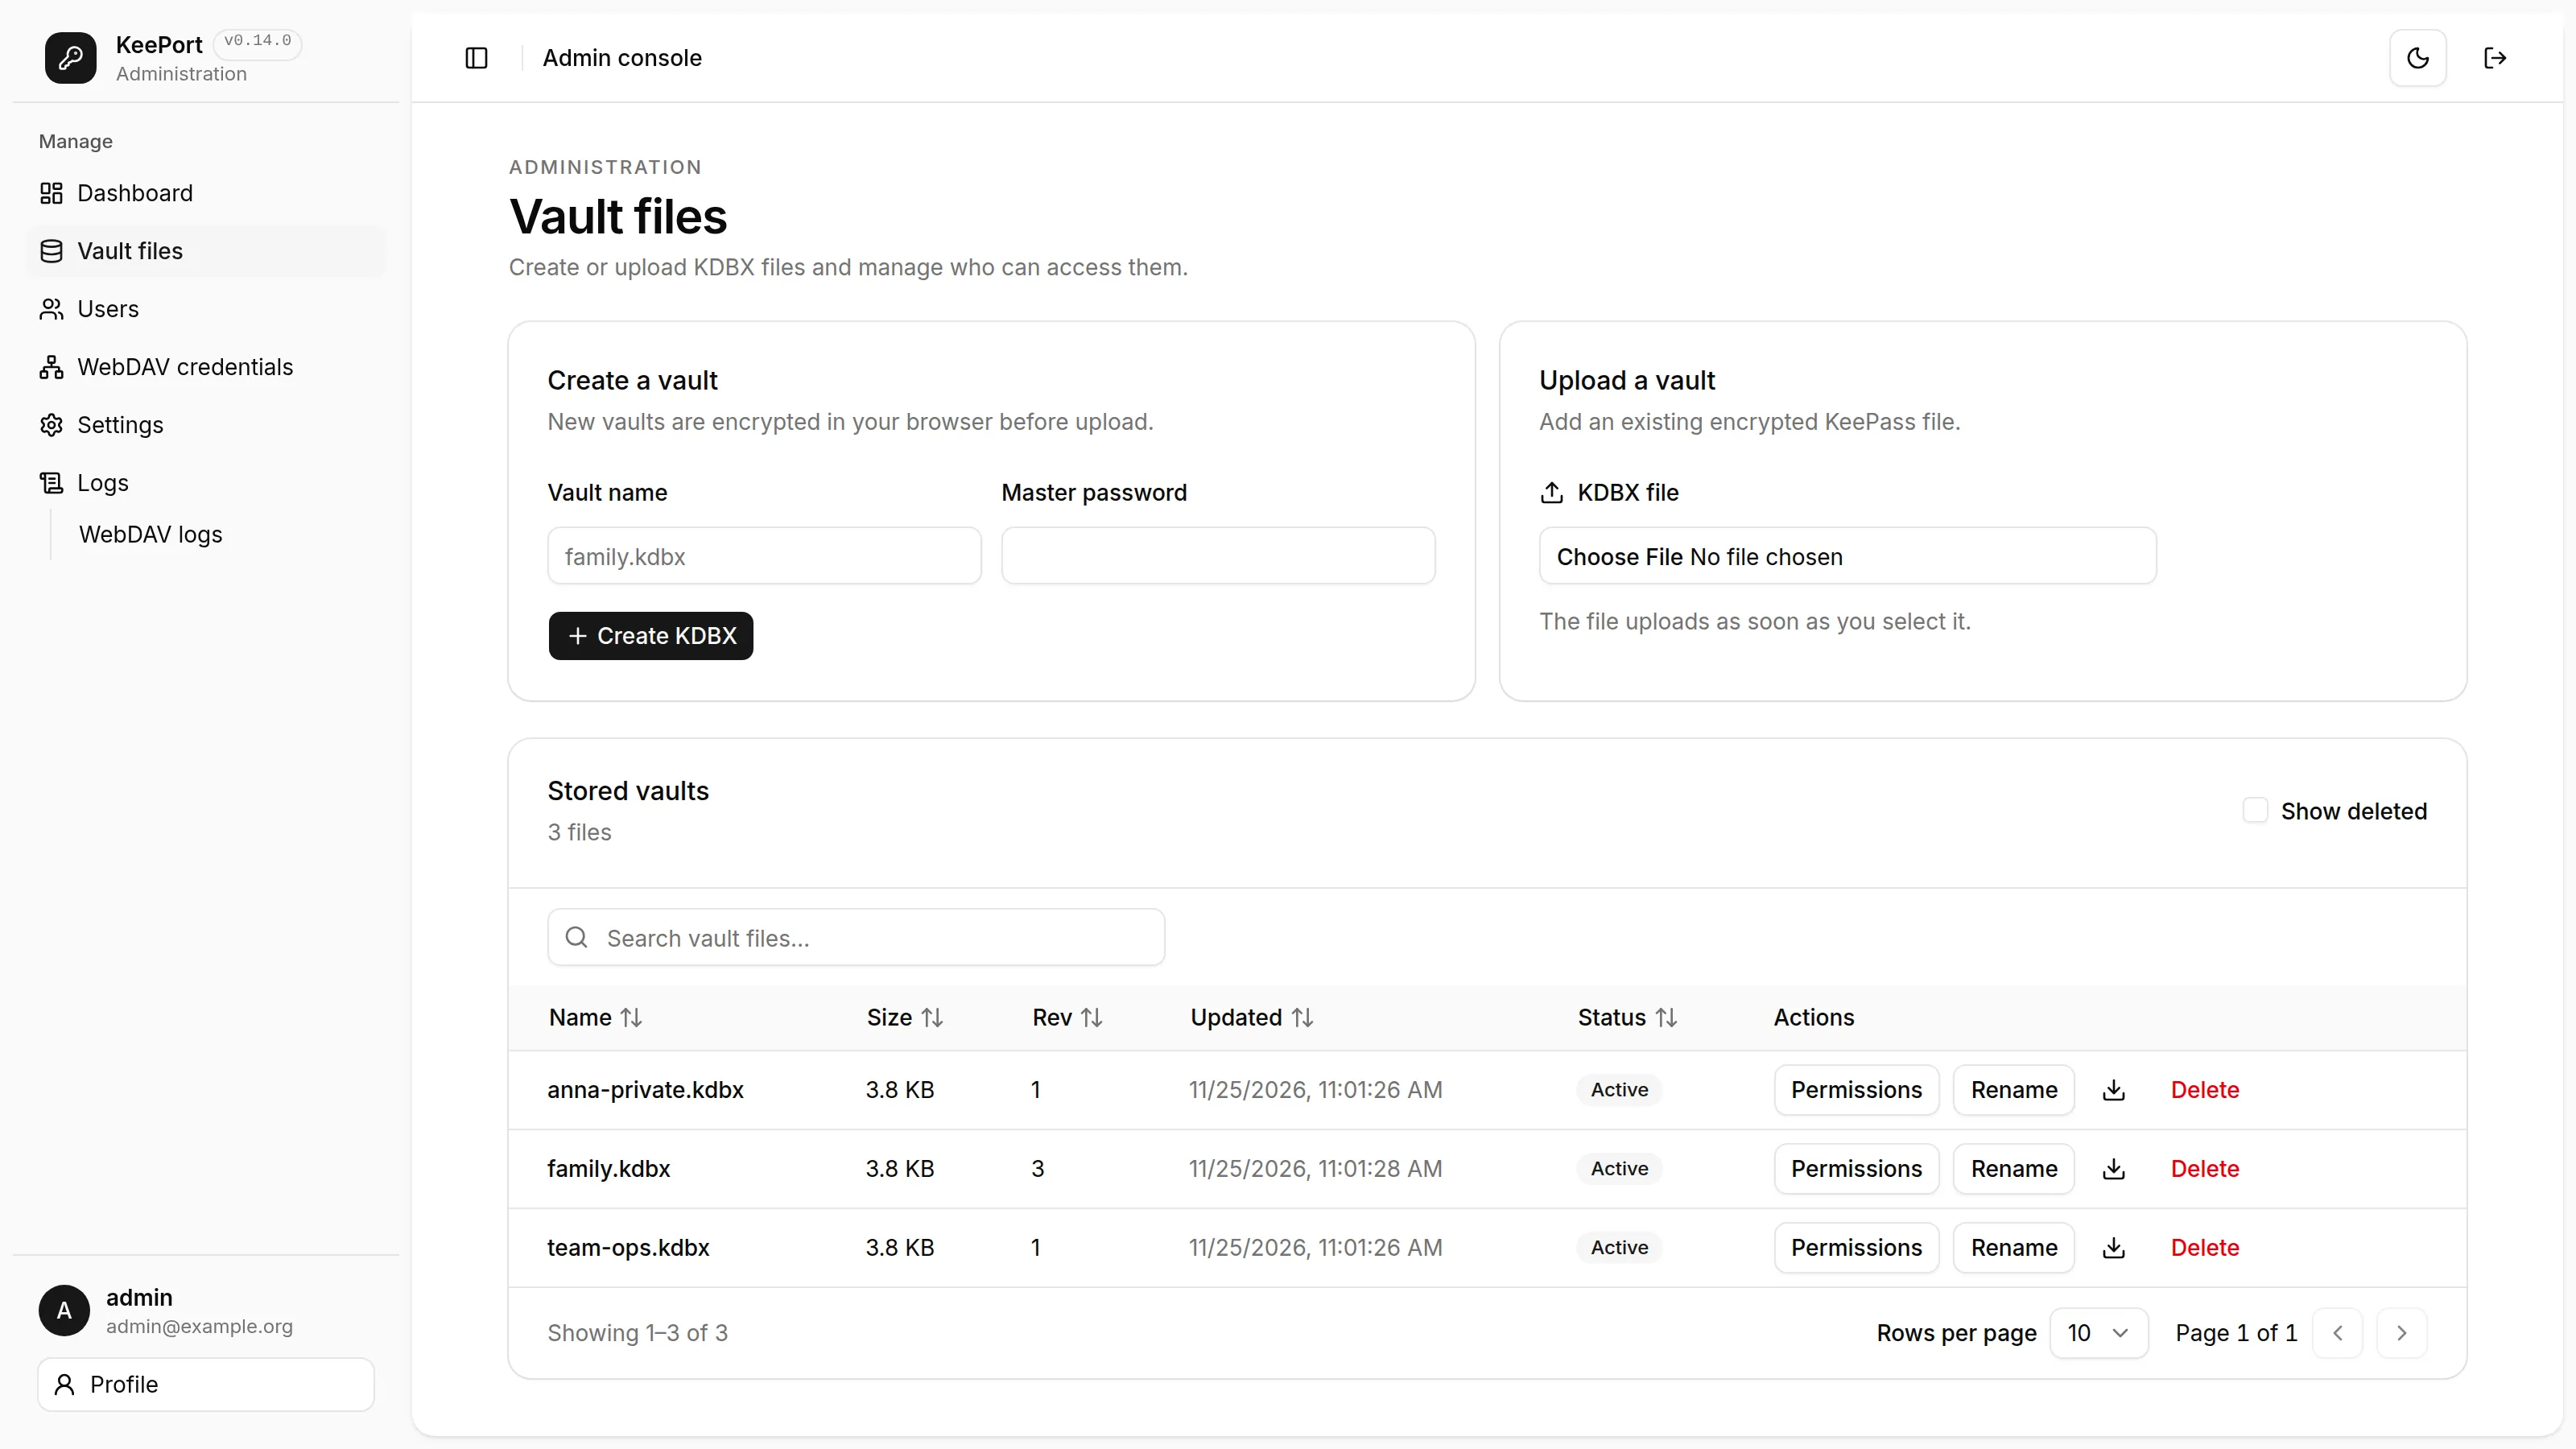 KeePort v0.14.0
Administration
Manage
Dashboard
Vault files
Users
WebDAV credentials
Settings
Logs
WebDAV logs
A
admin
admin@example.org
Profile
Admin console
ADMINISTRATION
Vault files
Create or upload KDBX files and manage who can access them.
Create a vault
New vaults are encrypted in your browser before upload.
Vault name Master password
family.kdbx
Create KDBX
Upload a vault
Add an existing encrypted KeePass file.
KDBX file
Choose File No file chosen
The file uploads as soon as you select it.
Stored vaults
3 files
Show deleted
Search vault files...
Name Size Rev Updated Status Actions
anna-private.kdbx 3.8 KB 1 11/25/2026, 11:01:26 AM Active Permissions Rename Delete
family.kdbx 3.8 KB 3 11/25/2026, 11:01:28 AM Active Permissions Rename Delete
team-ops.kdbx 3.8 KB 1 11/25/2026, 11:01:26 AM Active Permissions Rename Delete
Showing 1–3 of 3 Rows per page 10 Page 1 of 1